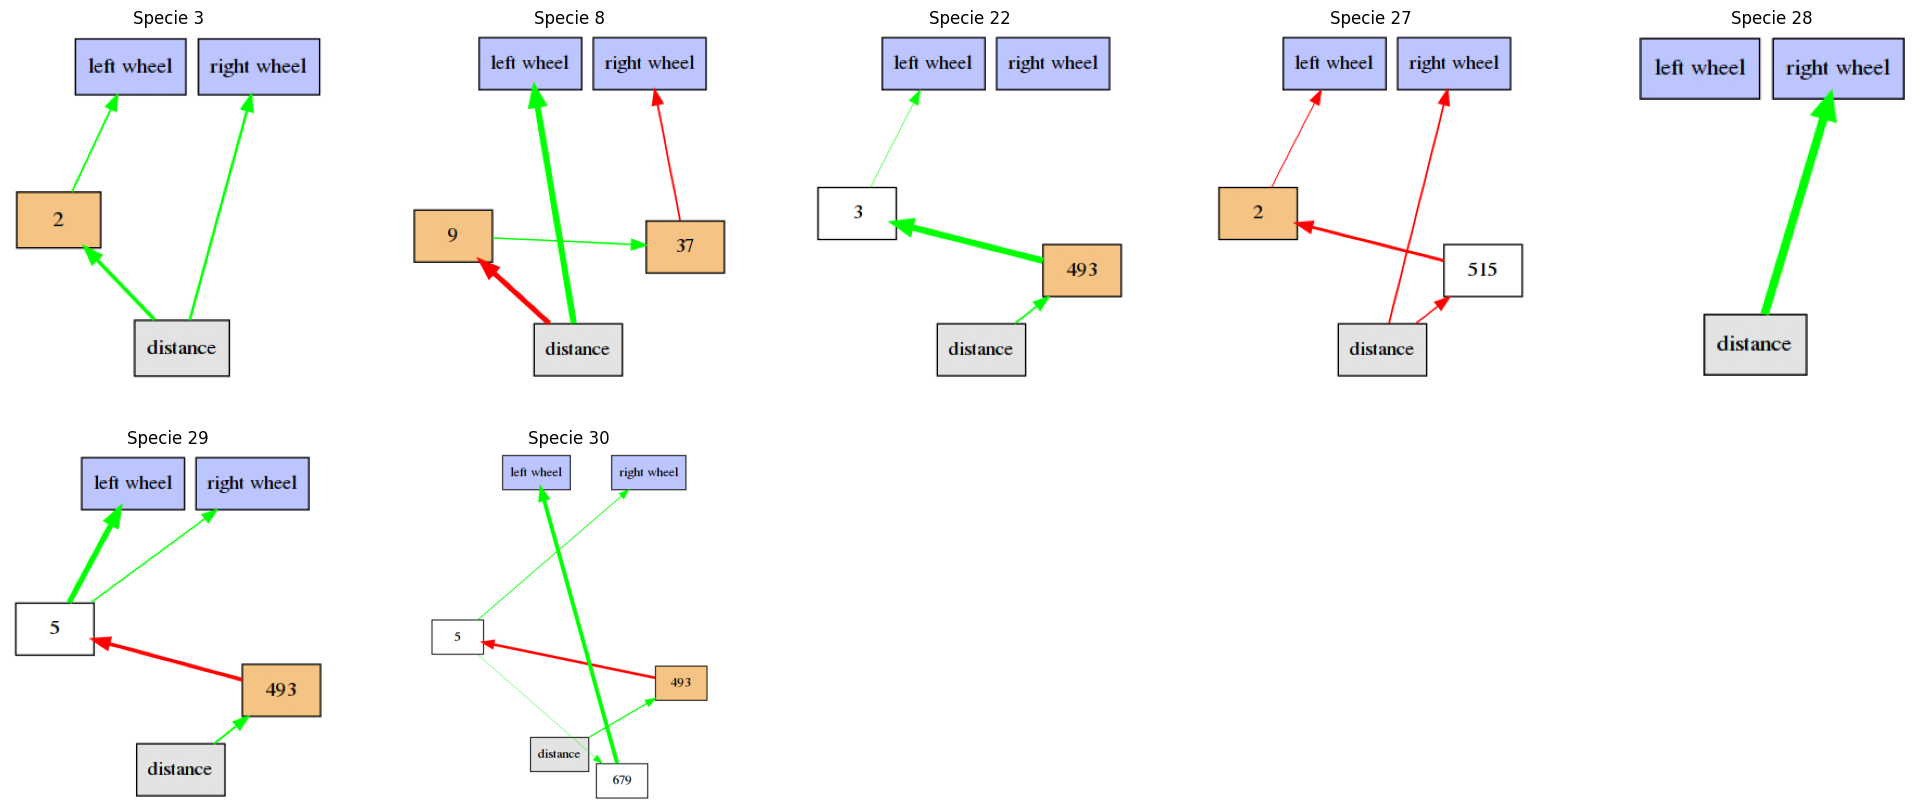 Specie 3
left wheel
right wheel
2
distance
Specie 8
left wheel
right wheel
9
37
distance
Specie 22
left wheel
right wheel
3
493
distance
Specie 27
left wheel
right wheel
2
515
distance
Specie 28
left wheel
right wheel
distance
Specie 29
left wheel
right wheel
5
493
distance
Specie 30
left wheel
right wheel
5
493
distance
679